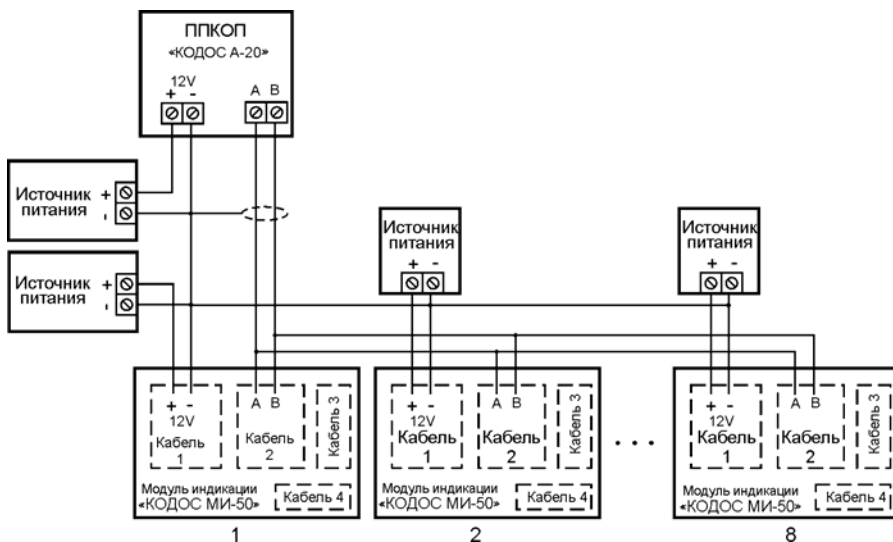 ППКОП
«КОДОС А-20»
12V
+ -
A B
Источник
питания
+
-
Источник
питания
+
-
Источник
питания
+ -
Источник
питания
+ -
+ -
12V
Кабель
1
A B
Кабель
2
Кабель 3
Модуль индикации
«КОДОС МИ-50»
Кабель 4
1
+ -
12V
Кабель
1
A B
Кабель
2
Кабель 3
Модуль индикации
«КОДОС МИ-50»
Кабель 4
2
. . .
+ -
12V
Кабель
1
A B
Кабель
2
Кабель 3
Модуль индикации
«КОДОС МИ-50»
Кабель 4
8